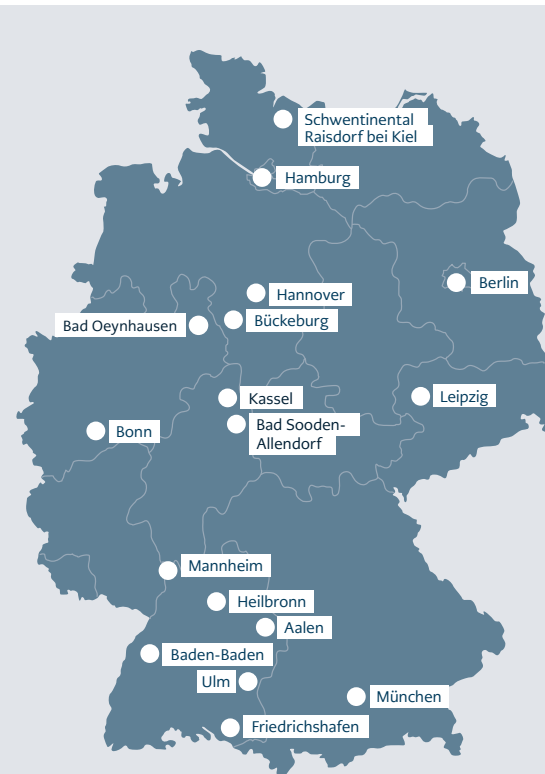 Schwentinental
Raisdorf bei Kiel
Hamburg
Berlin
Hannover
Bückeburg
Bad Oeynhausen
Kassel
Leipzig
Bad Sooden-
Allendorf
Bonn
Mannheim
Heilbronn
Aalen
Baden-Baden
Ulm
München
Friedrichshafen